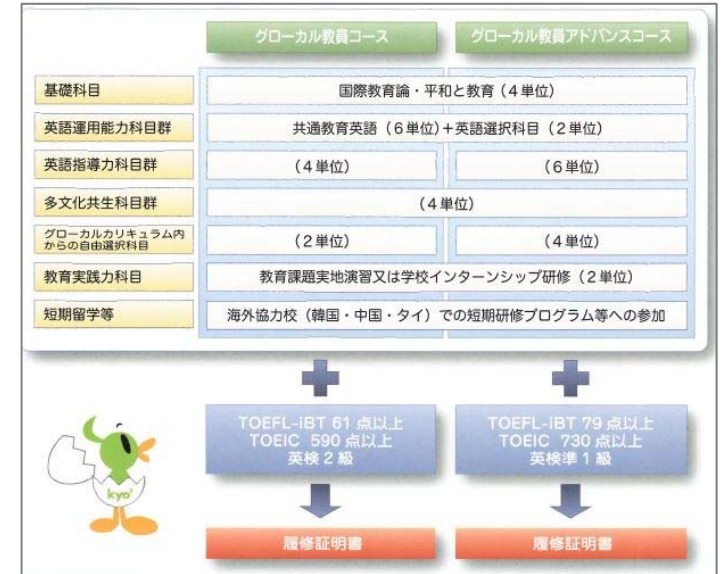 グローカル教員コース
グローカル教員アドバンスコース
基礎科目
国際教育論・平和と教育（4単位）
英語運用能力科目群
共通教育英語（6単位）+英語選択科目（2単位）
英語指導力科目群
（4単位）
（6単位）
多文化共生科目群
（4単位）
グローカルカリキュラム内
からの自由選択科目
（2単位）
（4単位）
教育実践力科目
教育課題実地演習又は学校インターンシップ研修（2単位）
短期留学等
海外協力校（韓国・中国・タイ）での短期研修プログラム等への参加
TOEFL-iBT 61点以上
TOEIC 590点以上
英検2級
TOEFL-iBT 79点以上
TOEIC 730点以上
英検準1級
kyo²
履修証明書
履修証明書